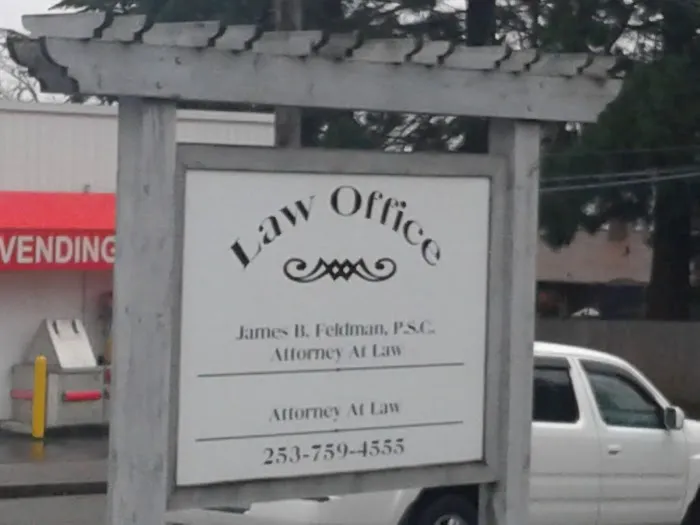 Law Office
James B. Feldman, P.S.C.
Attorney At Law
Attorney At Law
253-759-4555
VENDING